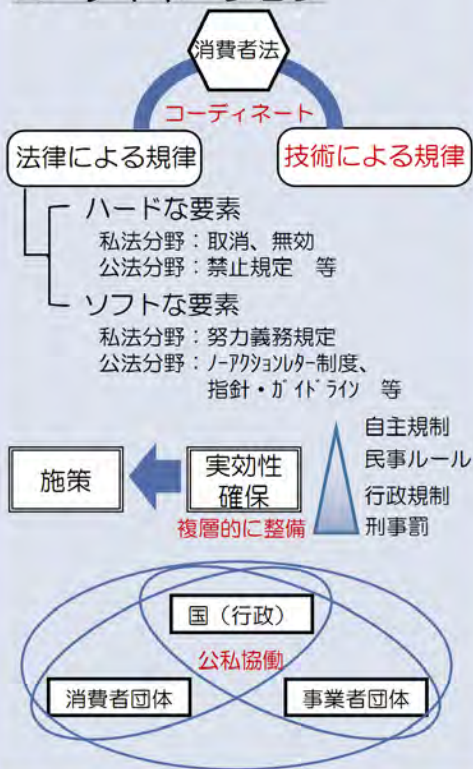 消費者法
コーディネート
法律による規律
技術による規律
ハードな要素
私法分野：取消、無効
公法分野：禁止規定　等
ソフトな要素
私法分野：努力義務規定
公法分野：ﾉｰｱｸｼｮﾝﾚﾀｰ制度、
指針・ｶﾞｲﾄﾞﾗｲﾝ　等
自主規制
民事ルール
行政規制
刑事罰
施策
実効性
確保
複層的に整備
国（行政）
公私協働
消費者団体
事業者団体